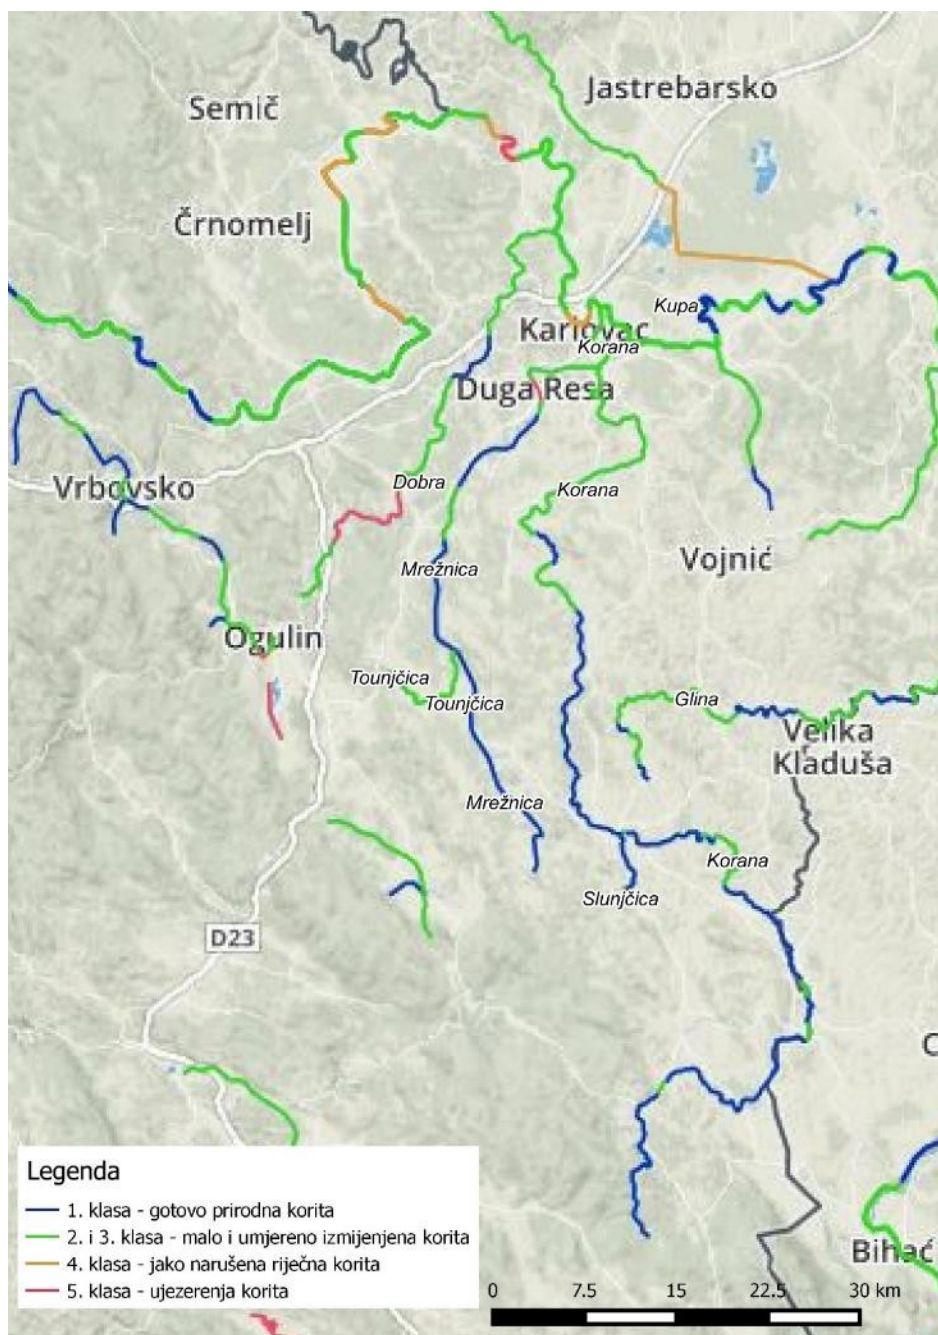 Jastrebarsko
Semič
Črnomelj
Kupa
Karlovac
Korana
Duga Resa
Dobra
Korana
Vrbovsko
Vojnić
Mrežnica
Ogulin
Tounjčica
Tounjčica
Glina
Velika
Kladuša
Mrežnica
Korana
Slunjčica
D23
C
Legenda
1. klasa - gotovo prirodna korita
2. i 3. klasa - malo i umjereno izmijenjena korita
4. klasa - jako narušena riječna korita
5. klasa - ujezerenja korita
Bihać
0 7.5 15 22.5 30 km